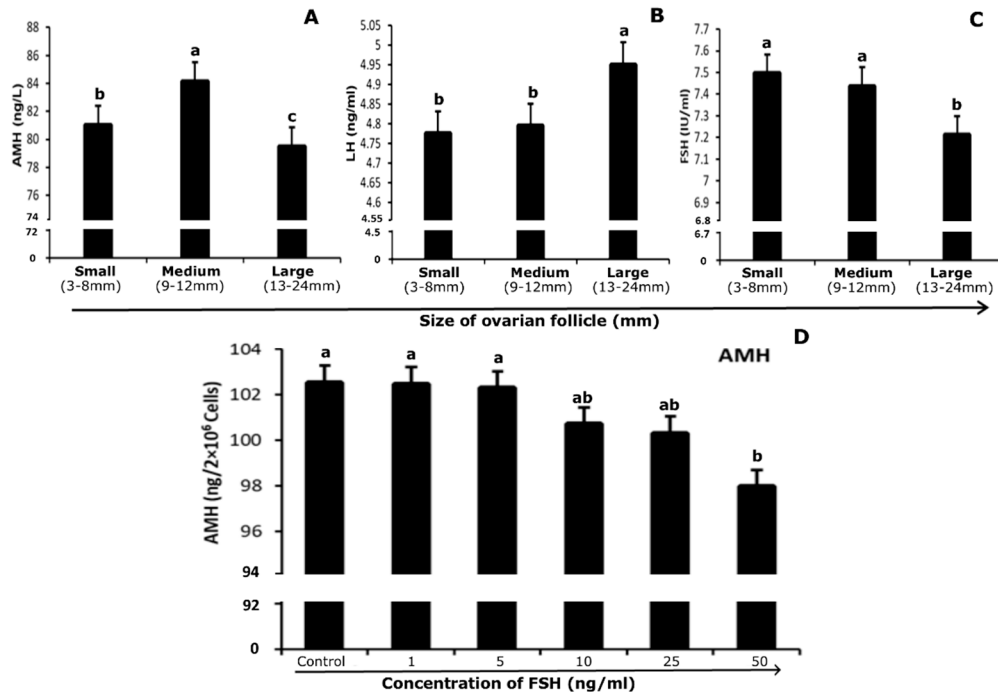 A
AMH (ng/L)
88
86
84
82
80
78
76
74
72
0
b
a
c
Small
(3-8mm)
Medium
(9-12mm)
Large
(13-24mm)
B
LH (ng/ml)
5.05
5
4.95
4.9
4.85
4.8
4.75
4.7
4.65
4.6
4.55
4.5
0
b
b
a
Small
(3-8mm)
Medium
(9-12mm)
Large
(13-24mm)
C
FSH (IU/ml)
7.7
7.6
7.5
7.4
7.3
7.2
7.1
7
6.9
6.8
6.7
0
a
a
b
Small
(3-8mm)
Medium
(9-12mm)
Large
(13-24mm)
Size of ovarian follicle (mm)
D
AMH
AMH (ng/2×10⁶ Cells)
104
102
100
98
96
94
92
0
a
a
a
ab
ab
b
Control
1
5
10
25
50
Concentration of FSH (ng/ml)